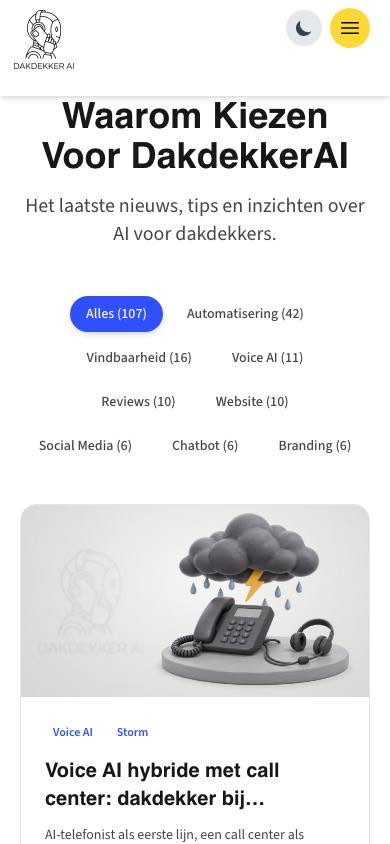 DAKDEKKER AI
Waarom Kiezen
Voor DakdekkerAI
Het laatste nieuws, tips en inzichten over
AI voor dakdekkers.
Alles (107)
Automatisering (42)
Vindbaarheid (16)
Voice AI (11)
Reviews (10)
Website (10)
Social Media (6)
Chatbot (6)
Branding (6)
DAKDEKKER AI
Voice AI
Storm
Voice AI hybride met call
center: dakdekker bij...
AI-telefonist als eerste lijn, een call center als